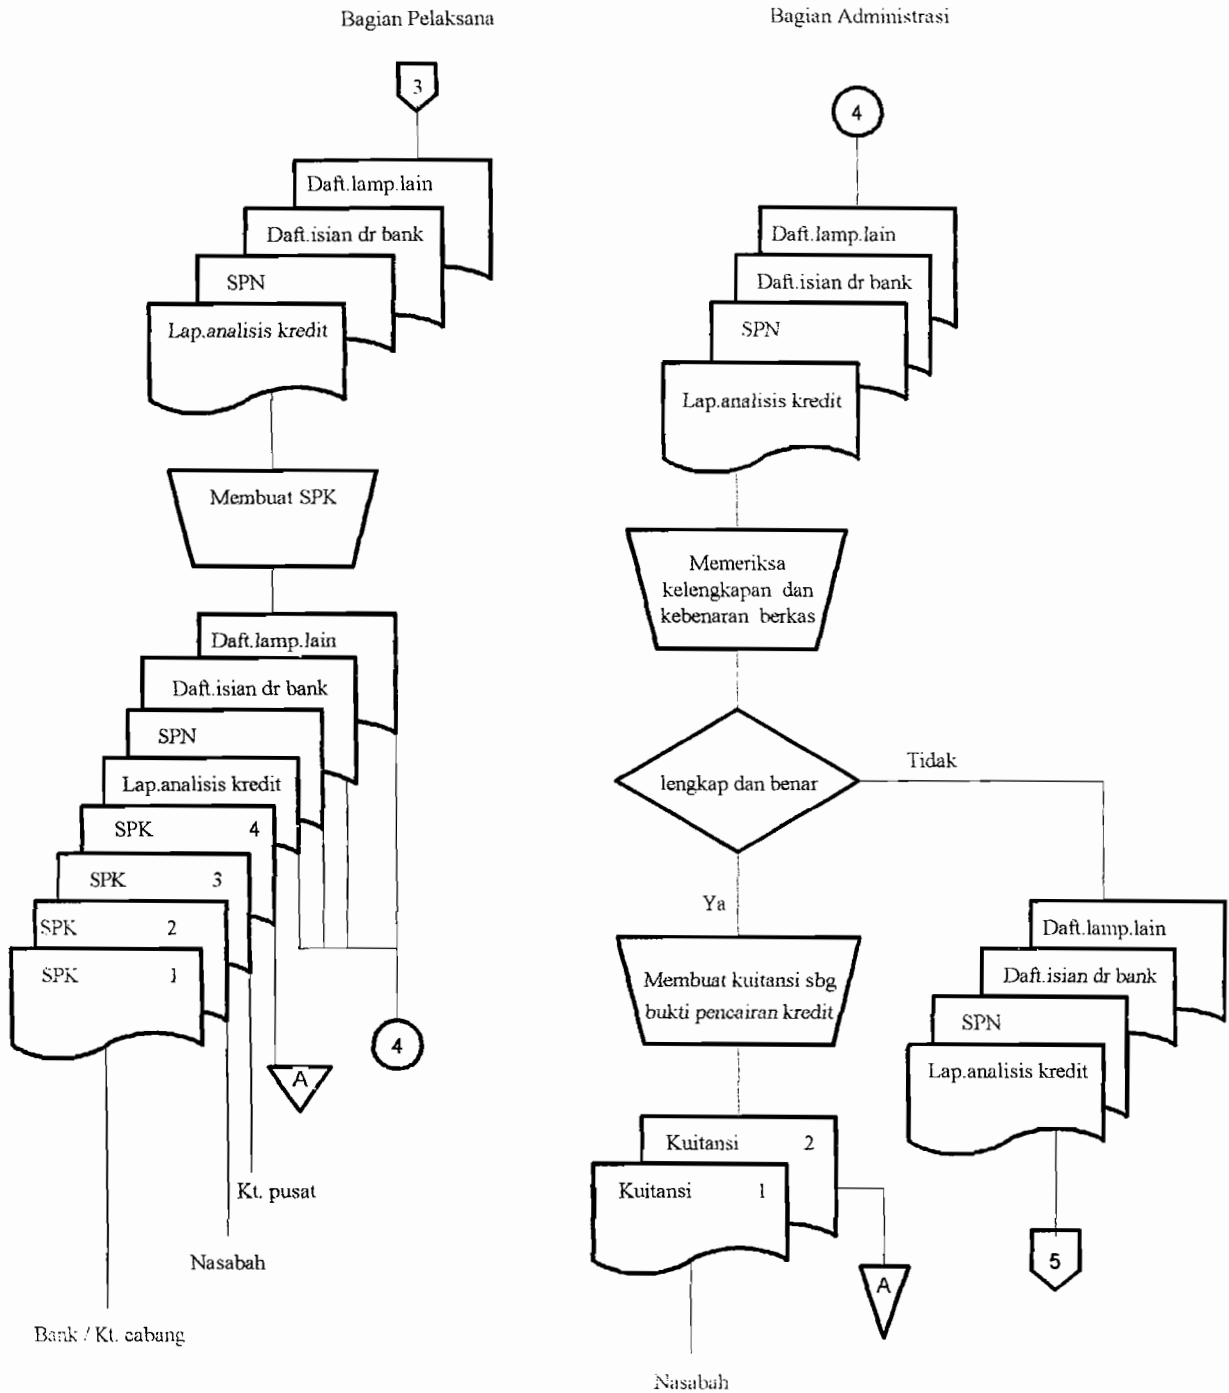 Bagian Pelaksana
3
Daft.lamp.lain
Daft.isian dr bank
SPN
Lap.analisis kredit
Membuat SPK
Daft.lamp.lain
Daft.isian dr bank
SPN
Lap.analisis kredit
SPK 4
SPK 3
SPK 2
SPK 1
4
A
Kt. pusat
Nasabah
Bank / Kt. cabang
Bagian Administrasi
4
Daft.lamp.lain
Daft.isian dr bank
SPN
Lap.analisis kredit
Memeriksa
kelengkapan dan
kebenaran berkas
lengkap dan benar
Tidak
Ya
Membuat kuitansi sbg
bukti pencairan kredit
Kuitansi 2
Kuitansi 1
A
Nasabah
Daft.lamp.lain
Daft.isian dr bank
SPN
Lap.analisis kredit
5